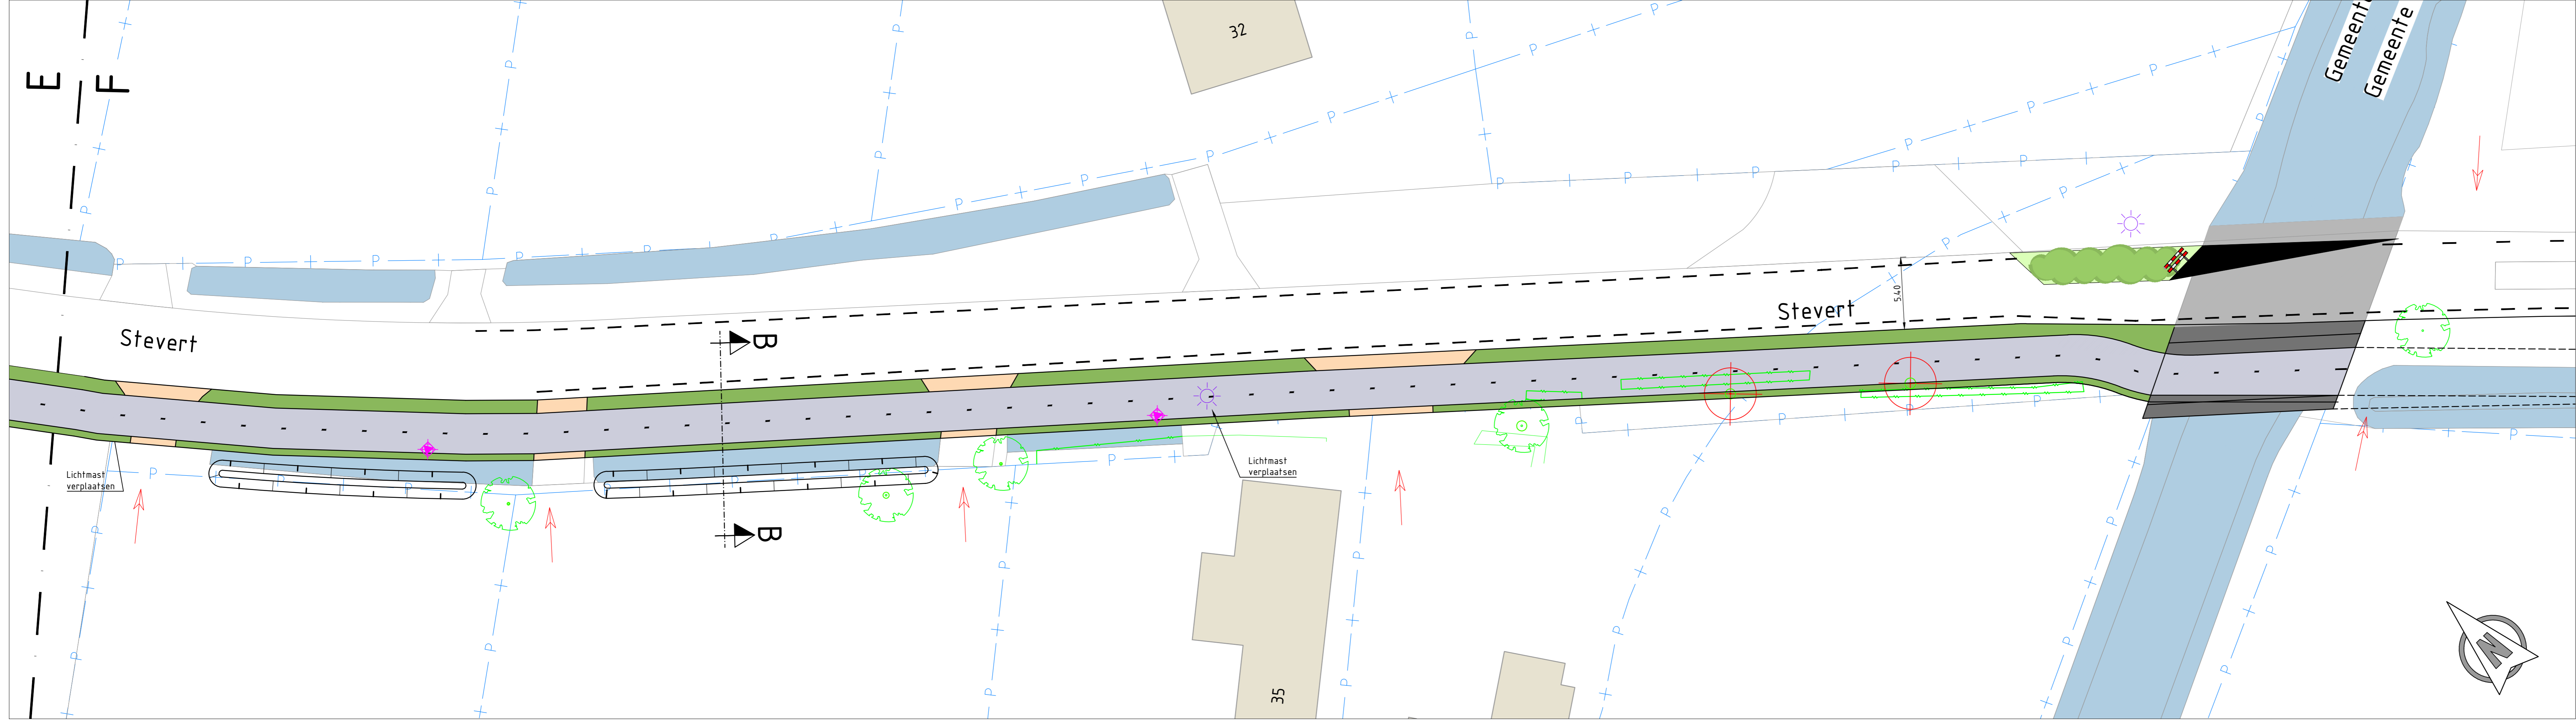 E
F
32
Gemeente
Gemeente
Stevert
Stevert
5.40
B
B
Lichtmast
verplaatsen
Lichtmast
verplaatsen
35
N
P